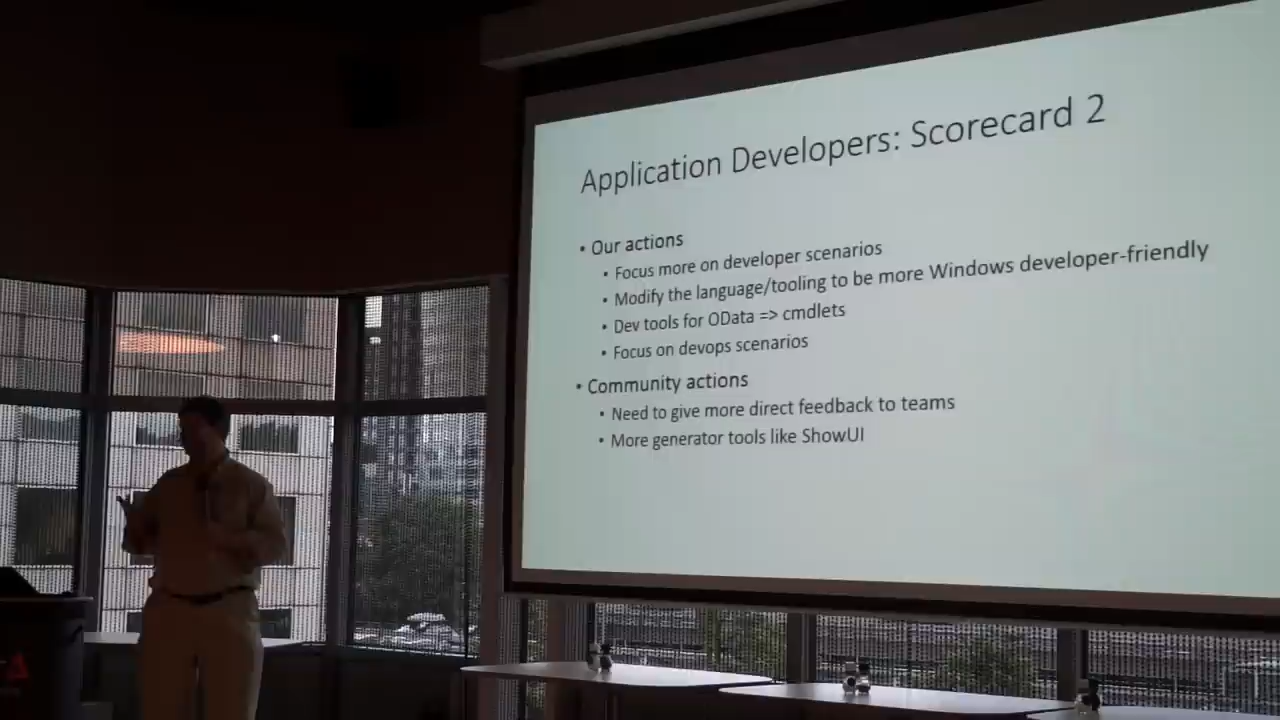 Application Developers: Scorecard 2
• Our actions
• Focus more on developer scenarios
• Modify the language/tooling to be more Windows developer-friendly
• Dev tools for OData => cmdlets
• Focus on devops scenarios
• Community actions
• Need to give more direct feedback to teams
• More generator tools like ShowUI